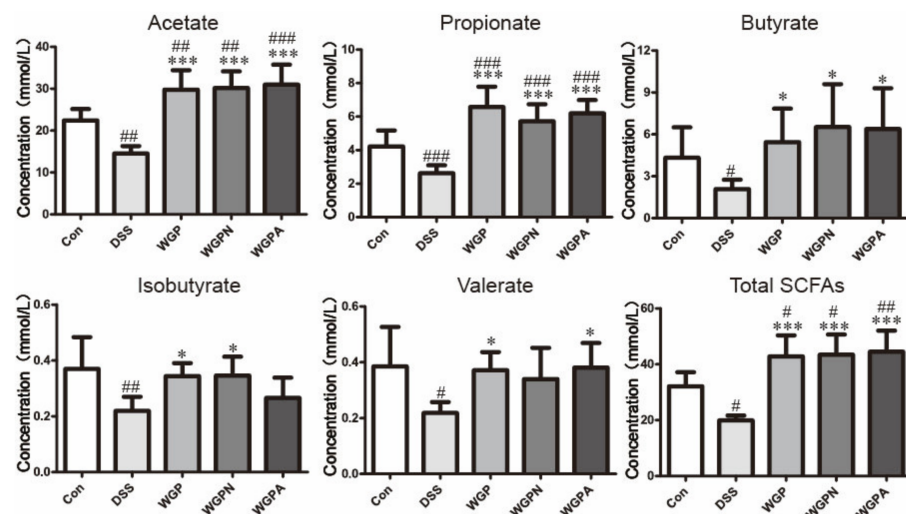 Acetate
Concentration (mmol/L)
40
30
20
10
0
##
##
***
##
***
###
***
Con
DSS
WGP
WGPN
WGPA
Propionate
Concentration (mmol/L)
10
8
6
4
2
0
###
###
***
###
***
###
***
Con
DSS
WGP
WGPN
WGPA
Butyrate
Concentration (mmol/L)
12
9
6
3
0
#
*
*
*
Con
DSS
WGP
WGPN
WGPA
Isobutyrate
Concentration (mmol/L)
0.6
0.4
0.2
0.0
##
*
*
Con
DSS
WGP
WGPN
WGPA
Valerate
Concentration (mmol/L)
0.6
0.4
0.2
0.0
#
*
*
Con
DSS
WGP
WGPN
WGPA
Total SCFAs
Concentration (mmol/L)
60
40
20
0
#
#
***
#
***
##
***
Con
DSS
WGP
WGPN
WGPA